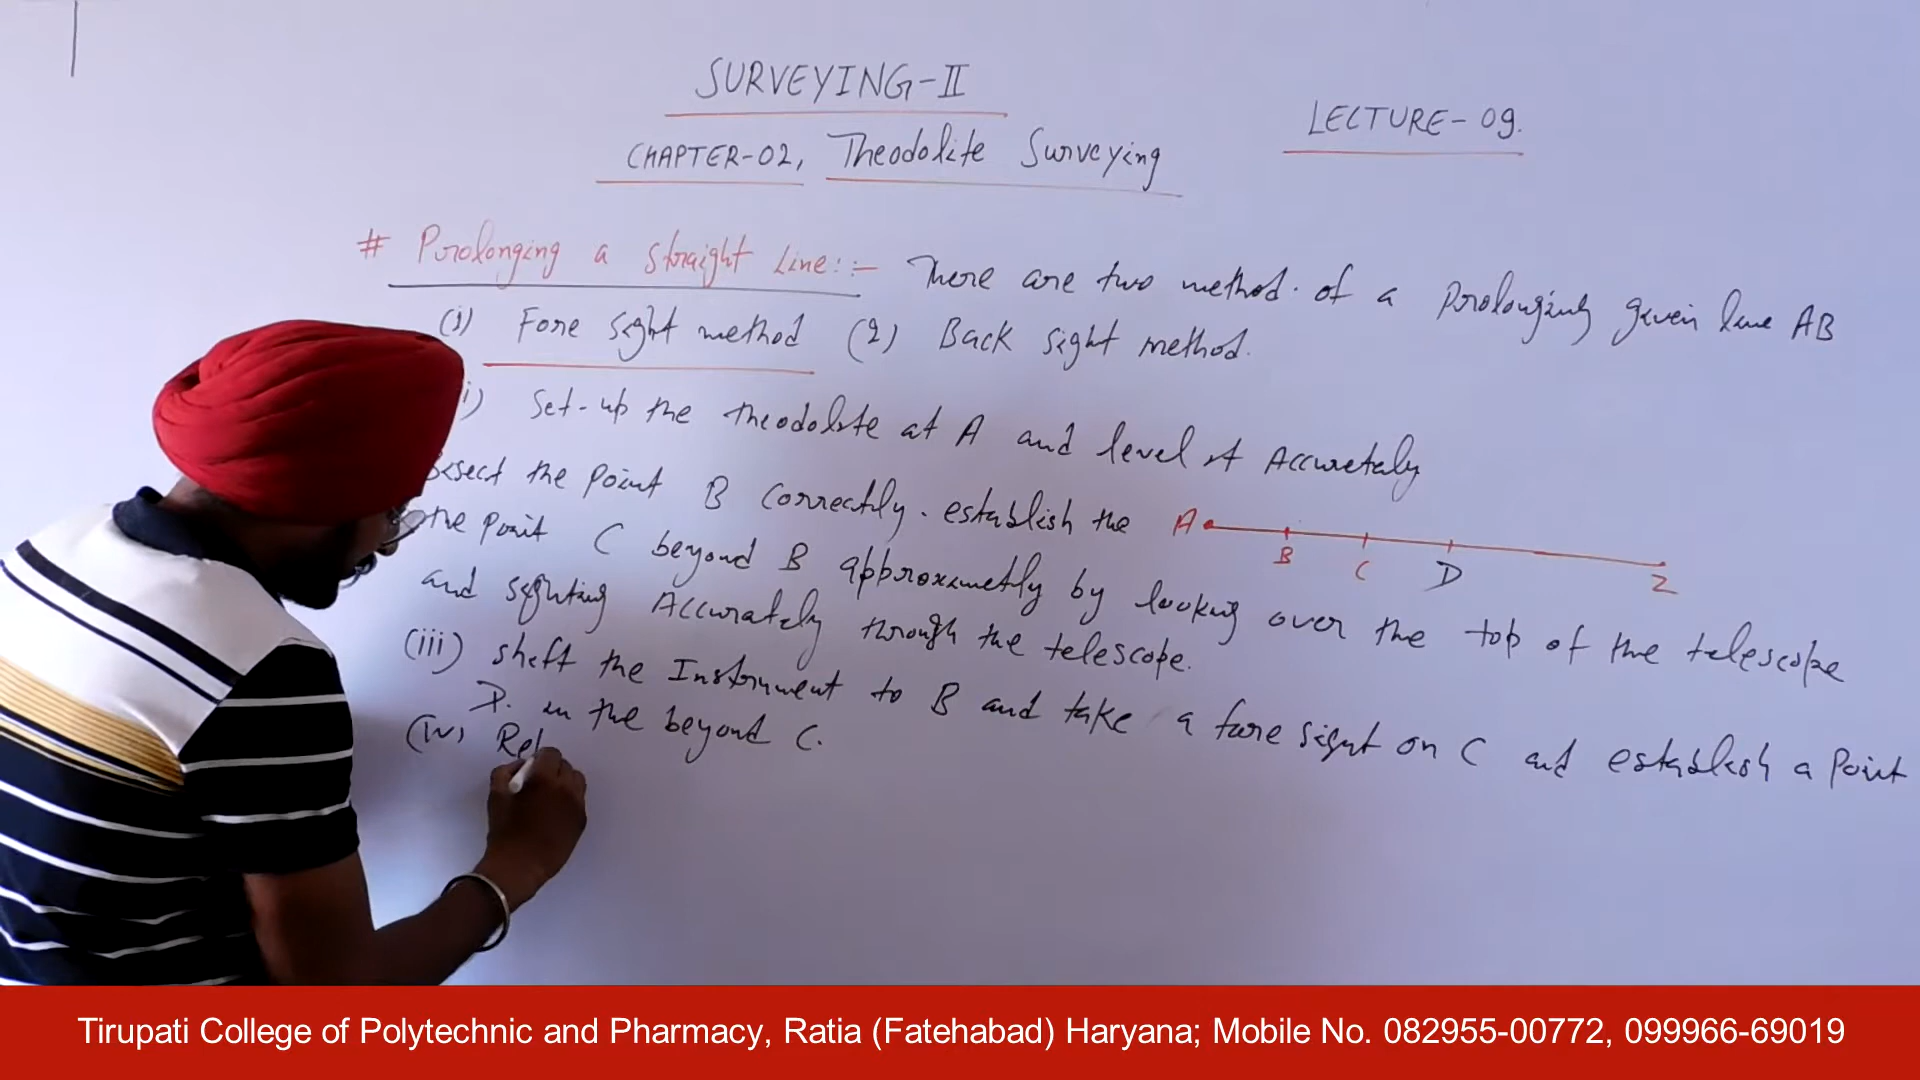 SURVEYING-II
LECTURE-09.
CHAPTER-02, Theodolite Surveying
# Prolonging a straight Line::- There are two method. of a Prolonging given line AB
(1) Fore sight method (2) Back sight method.
i) Set-up the theodolite at A and level it Accuretaly
Bisect the Point B Correctly. establish the
the Point C beyond B approximetly by looking over the top of the telescope
and sighting Accurately through the telescope.
A B C D Z
(iii) sheft the Instrument to B and take a fore sight on C and establish a Point
D. in the beyond C.
(iv)
Tirupati College of Polytechnic and Pharmacy, Ratia (Fatehabad) Haryana; Mobile No. 082955-00772, 099966-69019